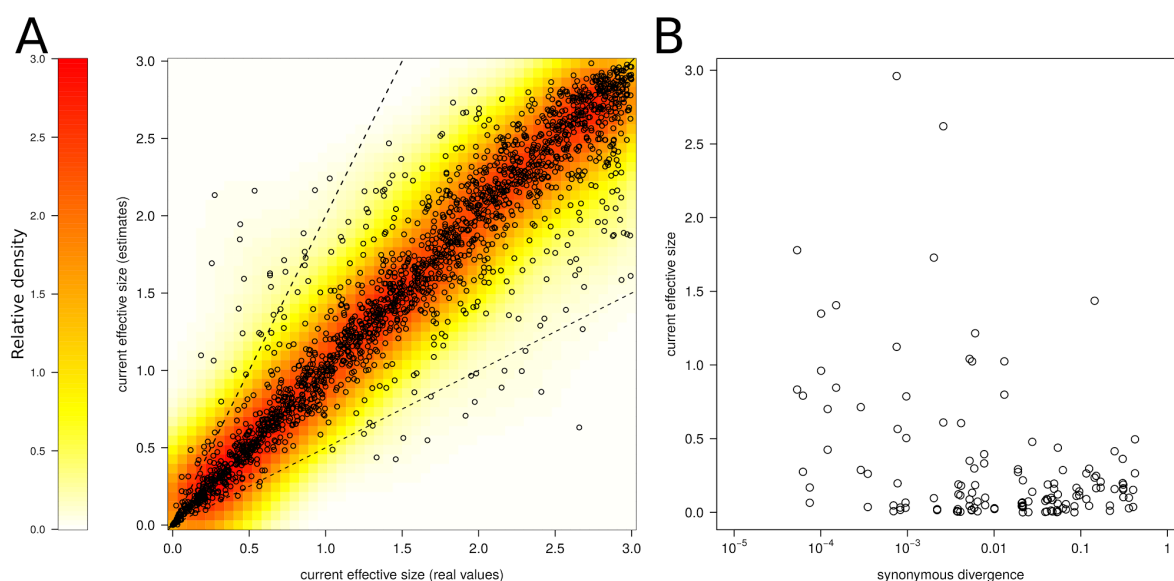 A
B
Relative density
3.0
2.5
2.0
1.5
1.0
0.5
0.0
current effective size (estimates)
3.0
2.5
2.0
1.5
1.0
0.5
0.0
0.0 0.5 1.0 1.5 2.0 2.5 3.0
current effective size (real values)
current effective size
3.0
2.5
2.0
1.5
1.0
0.5
0.0
10⁻⁵ 10⁻⁴ 10⁻³ 0.01 0.1 1
synonymous divergence